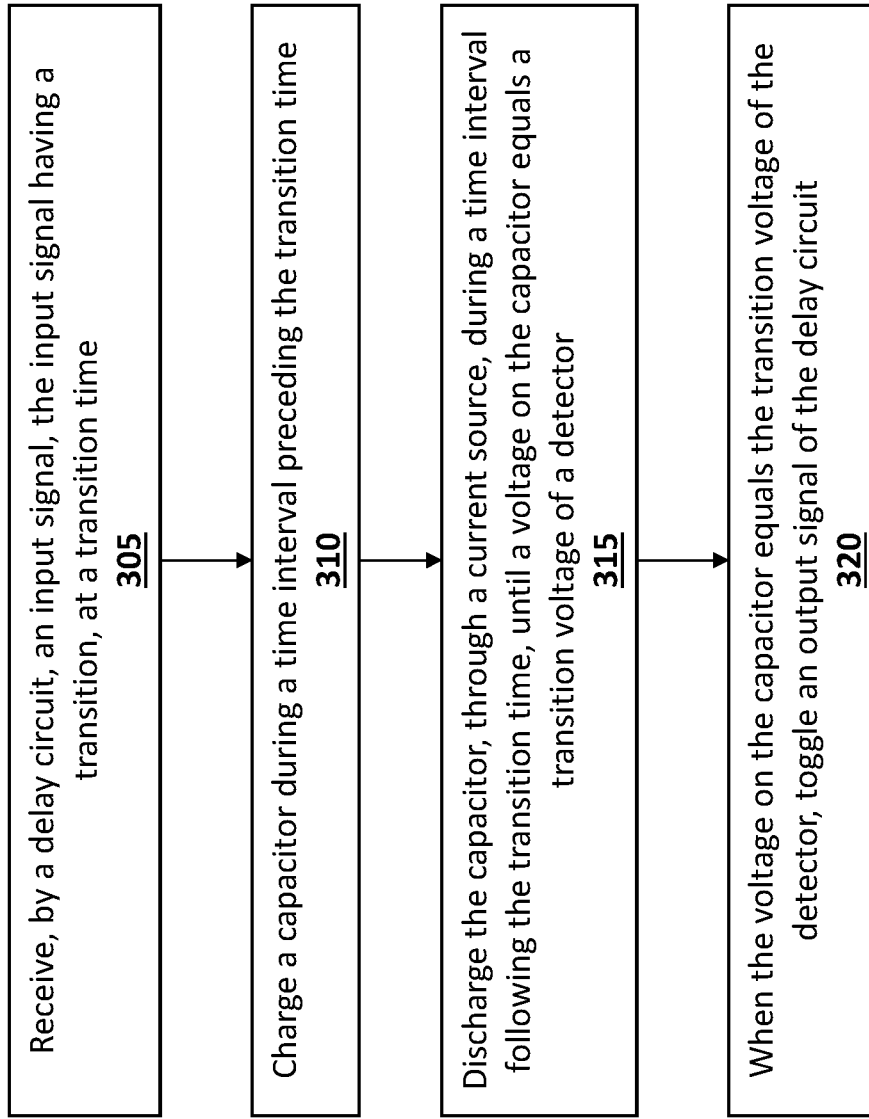 Receive, by a delay circuit, an input signal, the input signal having a
transition, at a transition time
305
Charge a capacitor during a time interval preceding the transition time
310
Discharge the capacitor, through a current source, during a time interval
following the transition time, until a voltage on the capacitor equals a
transition voltage of a detector
315
When the voltage on the capacitor equals the transition voltage of the
detector, toggle an output signal of the delay circuit
320